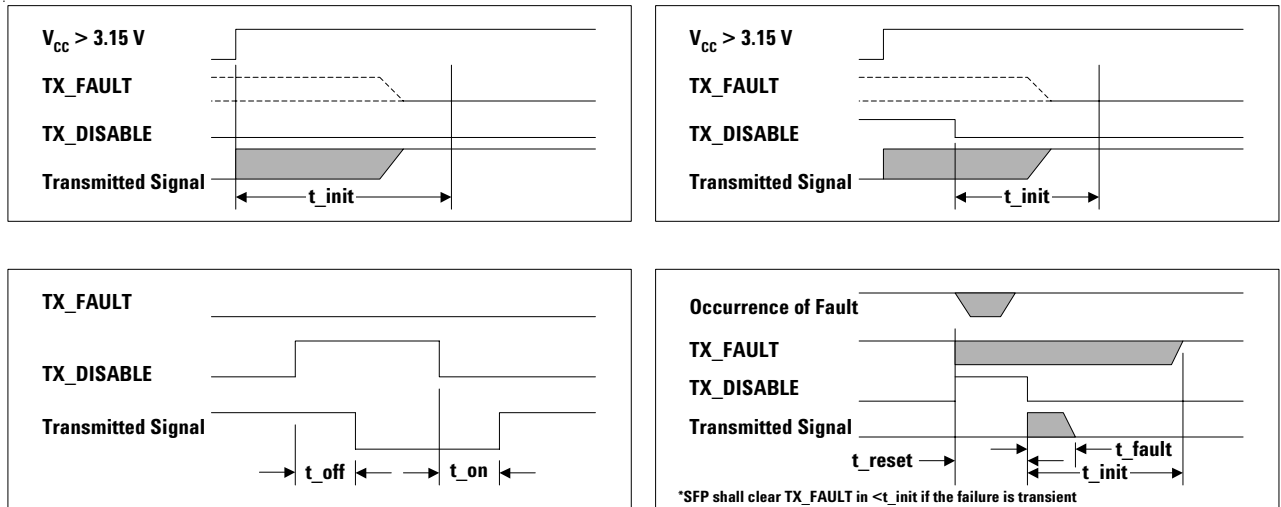 V_CC > 3.15 V
TX_FAULT
TX_DISABLE
Transmitted Signal
t_init
V_CC > 3.15 V
TX_FAULT
TX_DISABLE
Transmitted Signal
t_init
TX_FAULT
TX_DISABLE
Transmitted Signal
t_off
t_on
Occurrence of Fault
TX_FAULT
TX_DISABLE
Transmitted Signal
t_reset
t_fault
t_init
*SFP shall clear TX_FAULT in <t_init if the failure is transient